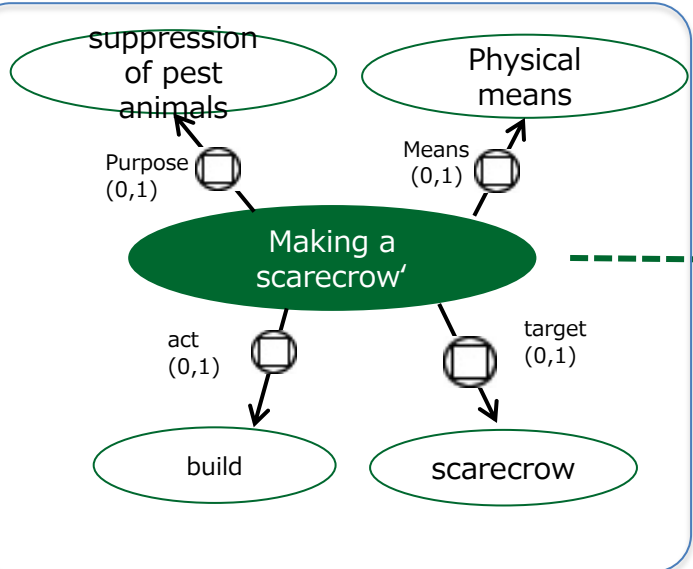 suppression
of pest
animals
Physical
means
Purpose
(0,1)
Means
(0,1)
Making a
scarecrow‘
act
(0,1)
target
(0,1)
build
scarecrow